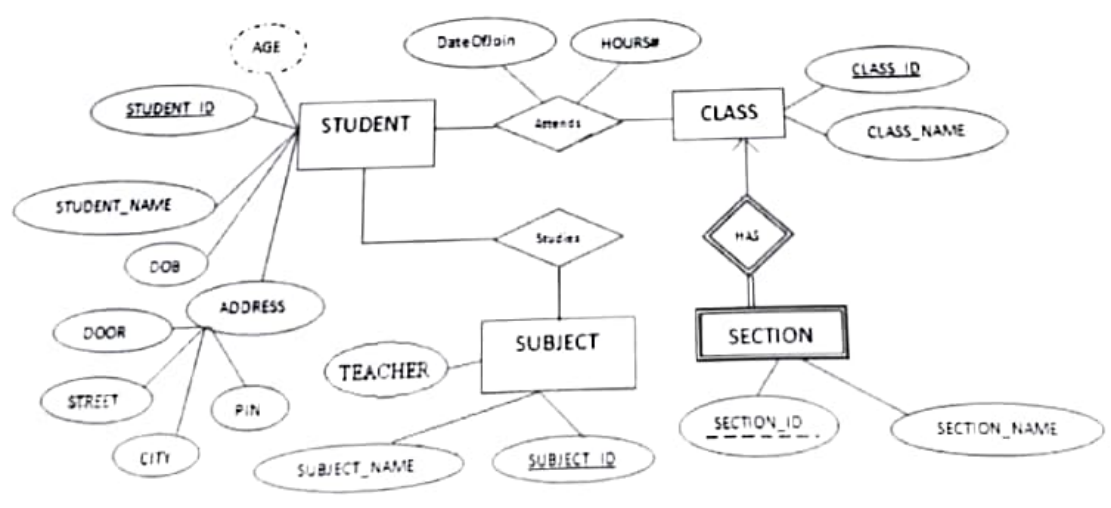 AGE
DateOfJoin
HOURS#
CLASS_ID
STUDENT_ID
STUDENT
Attends
CLASS
CLASS_NAME
STUDENT_NAME
Studies
HAS
DOB
ADDRESS
DOOR
SUBJECT
SECTION
TEACHER
STREET
PIN
CITY
SECTION_ID
SECTION_NAME
SUBJECT_NAME
SUBJECT_ID